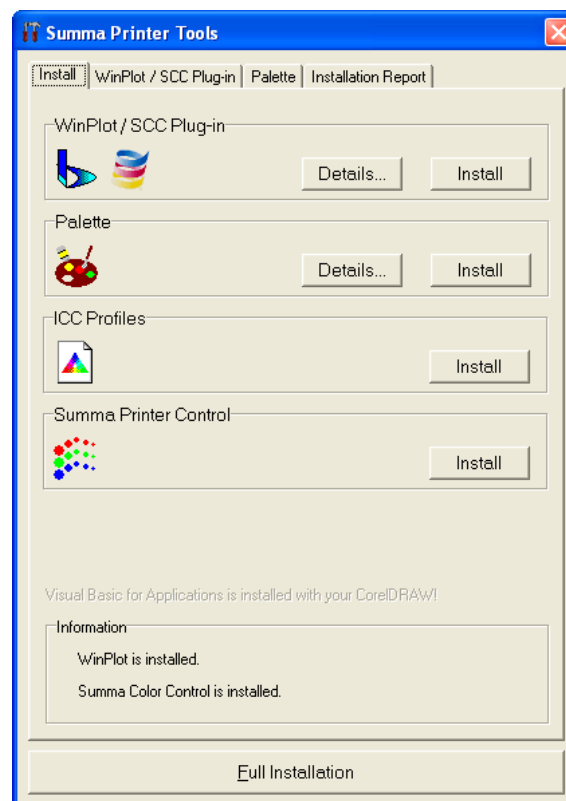 Summa Printer Tools
Install WinPlot / SCC Plug-in Palette Installation Report
WinPlot / SCC Plug-in
Details... Install
Palette
Details... Install
ICC Profiles
Install
Summa Printer Control
Install
Visual Basic for Applications is installed with your CorelDRAW!
Information
WinPlot is installed.
Summa Color Control is installed.
Full Installation